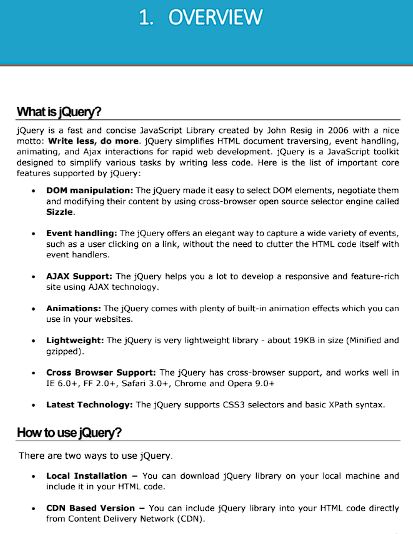 1. OVERVIEW
What is jQuery?
jQuery is a fast and concise JavaScript Library created by John Resig in 2006 with a nice
motto: Write less, do more. jQuery simplifies HTML document traversing, event handling,
animating, and Ajax interactions for rapid web development. jQuery is a JavaScript toolkit
designed to simplify various tasks by writing less code. Here is the list of important core
features supported by jQuery:
• DOM manipulation: The jQuery made it easy to select DOM elements, negotiate them
and modifying their content by using cross-browser open source selector engine called
Sizzle.
• Event handling: The jQuery offers an elegant way to capture a wide variety of events,
such as a user clicking on a link, without the need to clutter the HTML code itself with
event handlers.
• AJAX Support: The jQuery helps you a lot to develop a responsive and feature-rich
site using AJAX technology.
• Animations: The jQuery comes with plenty of built-in animation effects which you can
use in your websites.
• Lightweight: The jQuery is very lightweight library - about 19KB in size (Minified and
gzipped).
• Cross Browser Support: The jQuery has cross-browser support, and works well in
IE 6.0+, FF 2.0+, Safari 3.0+, Chrome and Opera 9.0+
• Latest Technology: The jQuery supports CSS3 selectors and basic XPath syntax.
How to use jQuery?
There are two ways to use jQuery.
• Local Installation − You can download jQuery library on your local machine and
include it in your HTML code.
• CDN Based Version − You can include jQuery library into your HTML code directly
from Content Delivery Network (CDN).